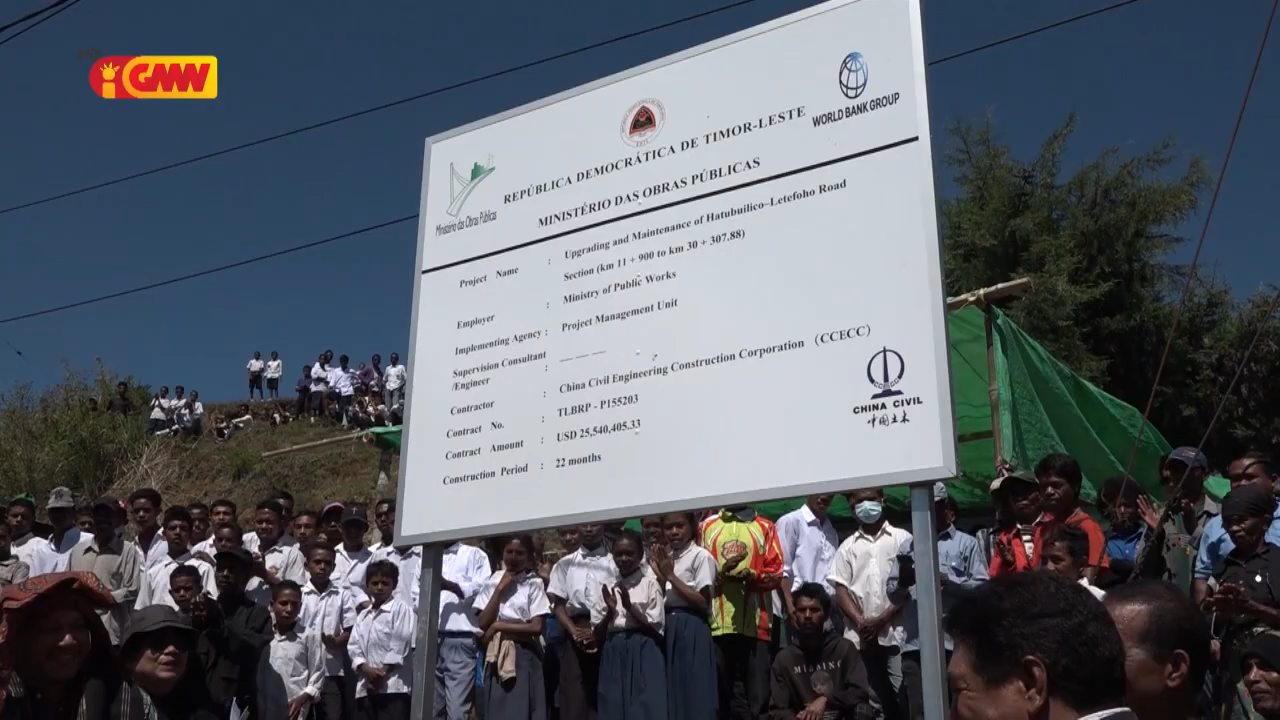 GMN
WORLD BANK GROUP
REPÚBLICA DEMOCRÁTICA DE TIMOR-LESTE
Ministério das Obras Públicas
MINISTÉRIO DAS OBRAS PÚBLICAS
Project Name : Upgrading and Maintenance of Hatubuilico–Letefoho Road
Section (km 11 + 900 to km 30 + 307.88)
Employer : Ministry of Public Works
Implementing Agency : Project Management Unit
Supervision Consultant
/Engineer : ——————
Contractor : China Civil Engineering Construction Corporation (CCECC)
Contract No. : TLBRP - P155203
Contract Amount : USD 25,540,405.33
Construction Period : 22 months
CCECC
CHINA CIVIL
中国土木
MISSING